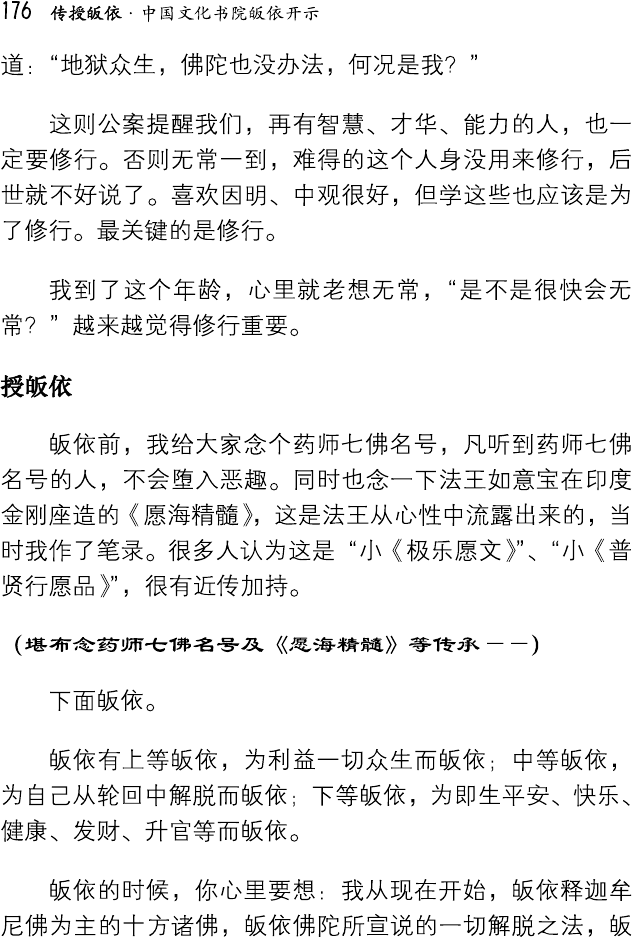 176 传授皈依·中国文化书院皈依开示
道：“地狱众生，佛陀也没办法，何况是我？”
这则公案提醒我们，再有智慧、才华、能力的人，也一
定要修行。否则无常一到，难得的这个人身没用来修行，后
世就不好说了。喜欢因明、中观很好，但学这些也应该是为
了修行。最关键的是修行。
我到了这个年龄，心里就老想无常，“是不是很快会无
常？”越来越觉得修行重要。
授皈依
皈依前，我给大家念个药师七佛名号，凡听到药师七佛
名号的人，不会堕入恶趣。同时也念一下法王如意宝在印度
金刚座造的《愿海精髓》，这是法王从心性中流露出来的，当
时我作了笔录。很多人认为这是“小《极乐愿文》”、“小《普
贤行愿品》”，很有近传加持。
（堪布念药师七佛名号及《愿海精髓》等传承——）
下面皈依。
皈依有上等皈依，为利益一切众生而皈依；中等皈依，
为自己从轮回中解脱而皈依；下等皈依，为即生平安、快乐、
健康、发财、升官等而皈依。
皈依的时候，你心里要想：我从现在开始，皈依释迦牟
尼佛为主的十方诸佛，皈依佛陀所宣说的一切解脱之法，皈